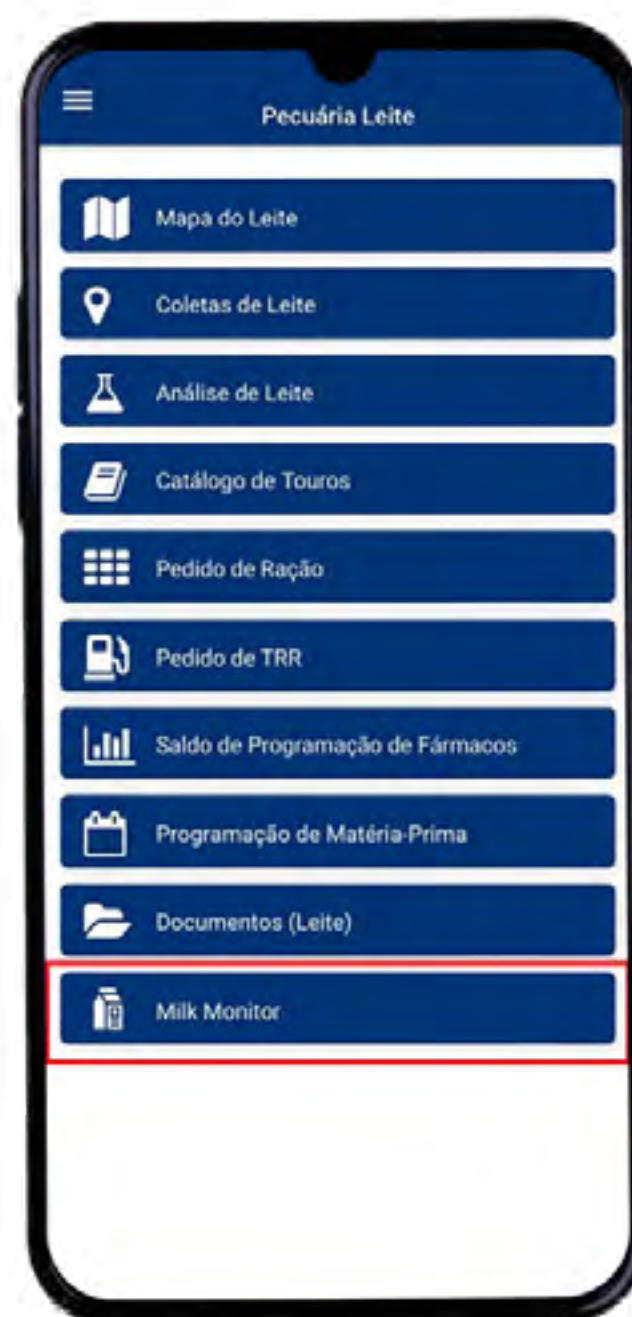 Pecuária Leite
Mapa do Leite
Coletas de Leite
Análise de Leite
Catálogo de Touros
Pedido de Ração
Pedido de TRR
Saldo de Programação de Fármacos
Programação de Matéria-Prima
Documentos (Leite)
Milk Monitor